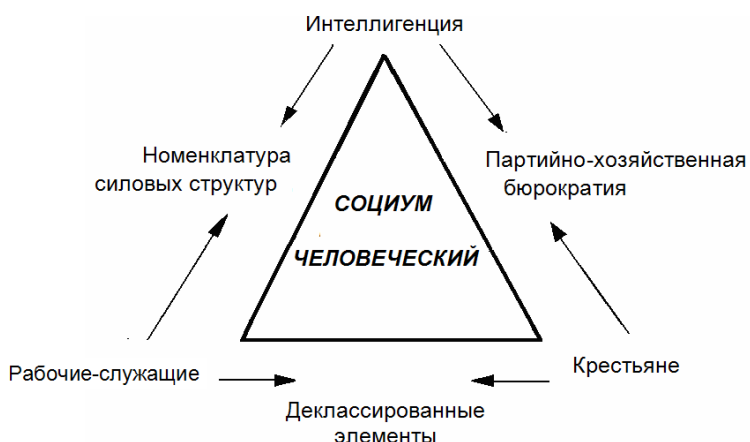 Интеллигенция
Номенклатура
силовых структур
Партийно-хозяйственная
бюрократия
СОЦИУМ
ЧЕЛОВЕЧЕСКИЙ
Рабочие-служащие
Крестьяне
Деклассированные
элементы